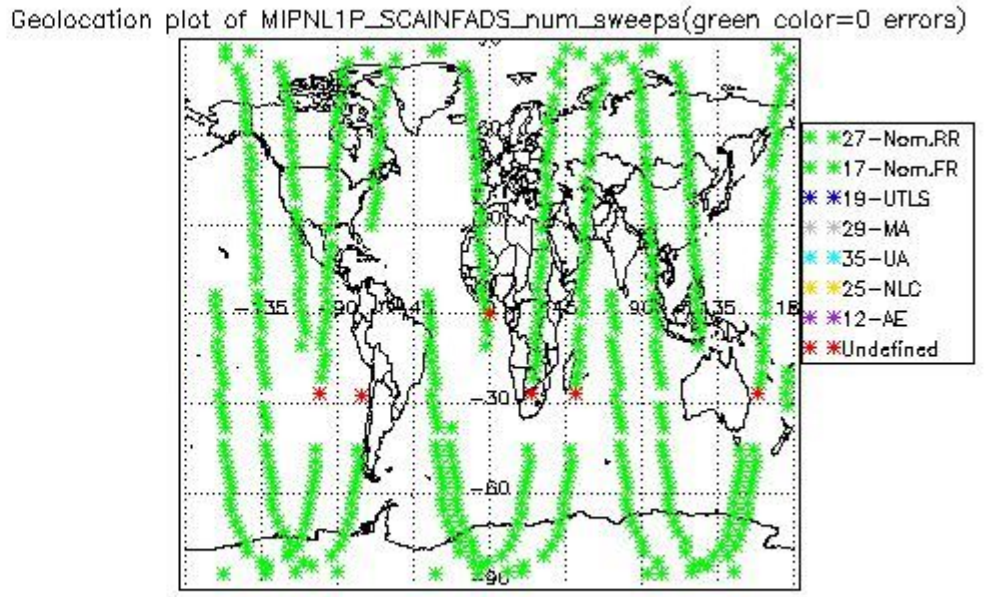 Geolocation plot of MIPNL1P_SCAINFADS_num_sweeps(green color=0 errors)
27-Nom.RR
17-Nom.FR
19-UTLS
29-MA
35-UA
25-NLC
12-AE
Undefined
60
-135
-90
-45
45
90
135
-30
-60
-90